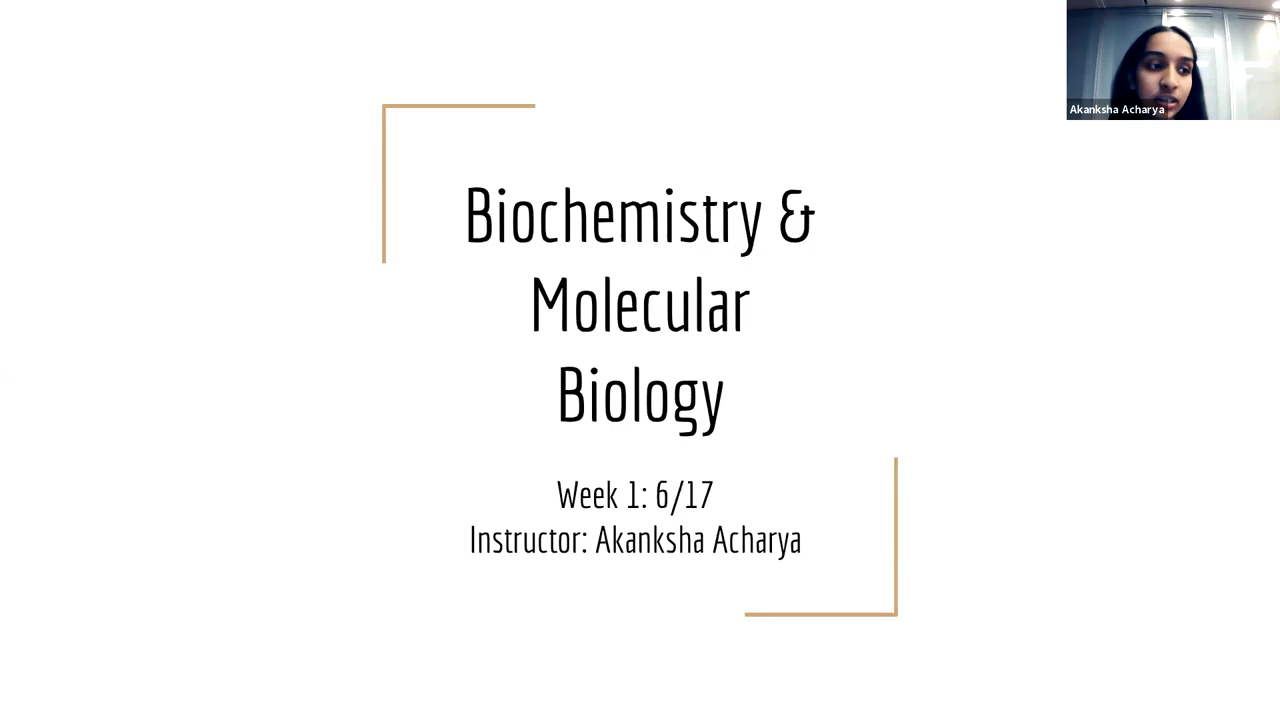 Akanksha Acharya
Biochemistry &
Molecular
Biology
Week 1: 6/17
Instructor: Akanksha Acharya